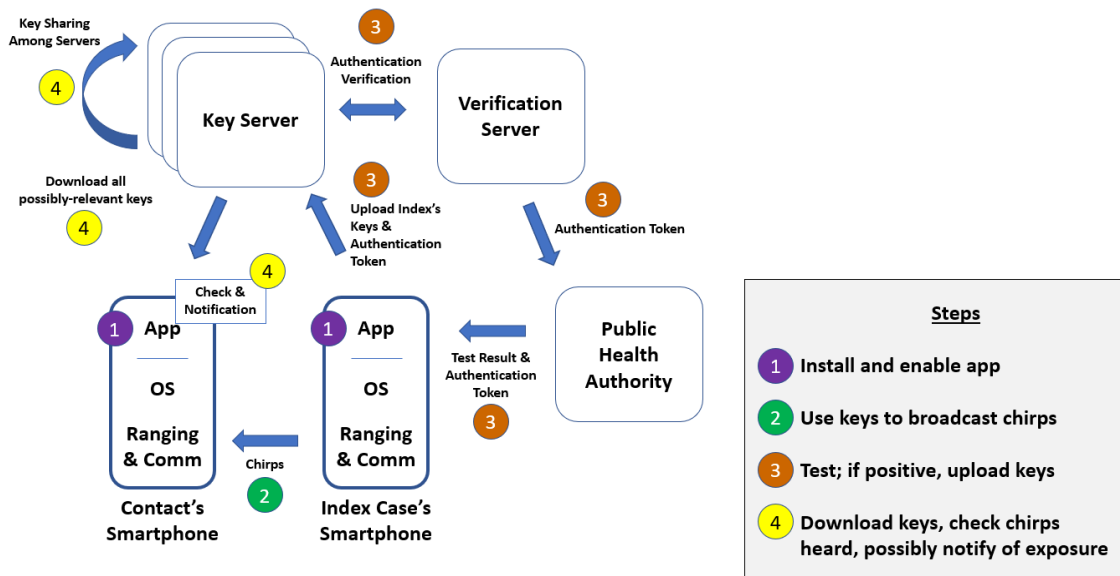 Key Sharing
Among Servers
4
3
Authentication
Verification
Key Server
Verification
Server
Download all
possibly-relevant keys
4
3
Upload Index's
Keys &
Authentication
Token
3
Authentication Token
4
Check &
Notification
1
App
OS
Ranging
& Comm
Contact's
Smartphone
Chirps
2
1
App
OS
Ranging
& Comm
Index Case's
Smartphone
Test Result &
Authentication
Token
3
Public
Health
Authority
Steps
1 Install and enable app
2 Use keys to broadcast chirps
3 Test; if positive, upload keys
4 Download keys, check chirps
heard, possibly notify of exposure